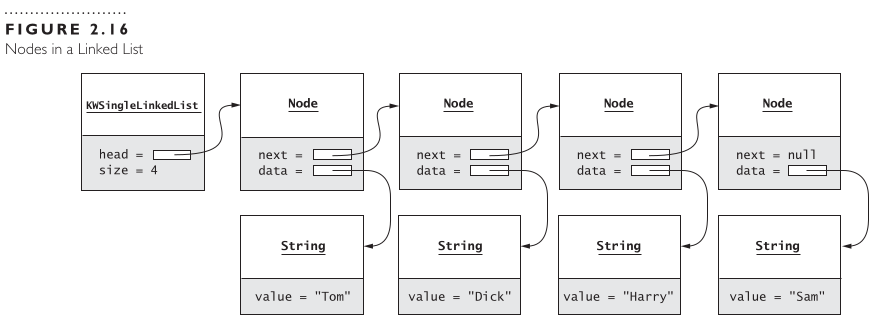 FIGURE 2.16
Nodes in a Linked List
KWSingleLinkedList
head =
size = 4
Node
next =
data =
Node
next =
data =
Node
next =
data =
Node
next = null
data =
String
value = "Tom"
String
value = "Dick"
String
value = "Harry"
String
value = "Sam"